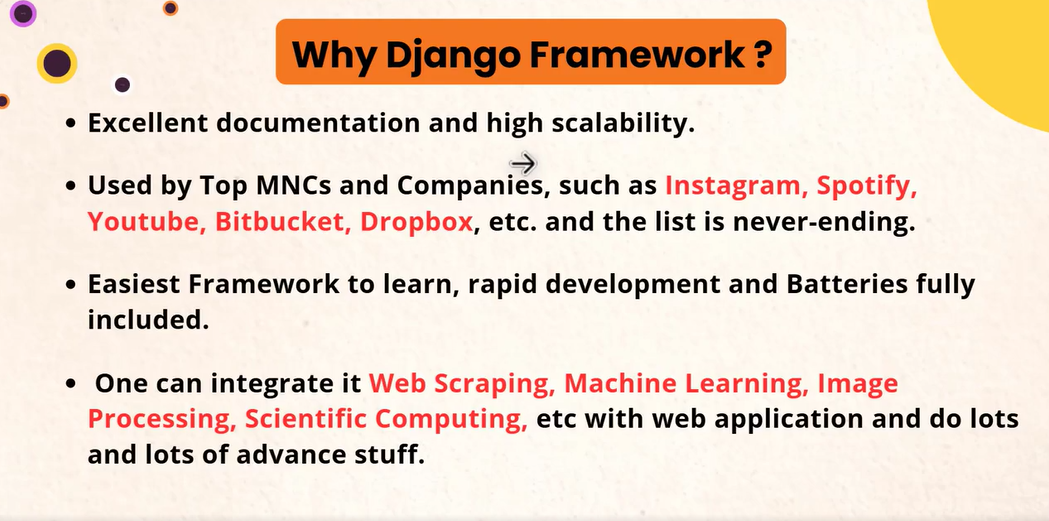 Why Django Framework ?
• Excellent documentation and high scalability.
• Used by Top MNCs and Companies, such as Instagram, Spotify,
Youtube, Bitbucket, Dropbox, etc. and the list is never-ending.
• Easiest Framework to learn, rapid development and Batteries fully
included.
• One can integrate it Web Scraping, Machine Learning, Image
Processing, Scientific Computing, etc with web application and do lots
and lots of advance stuff.